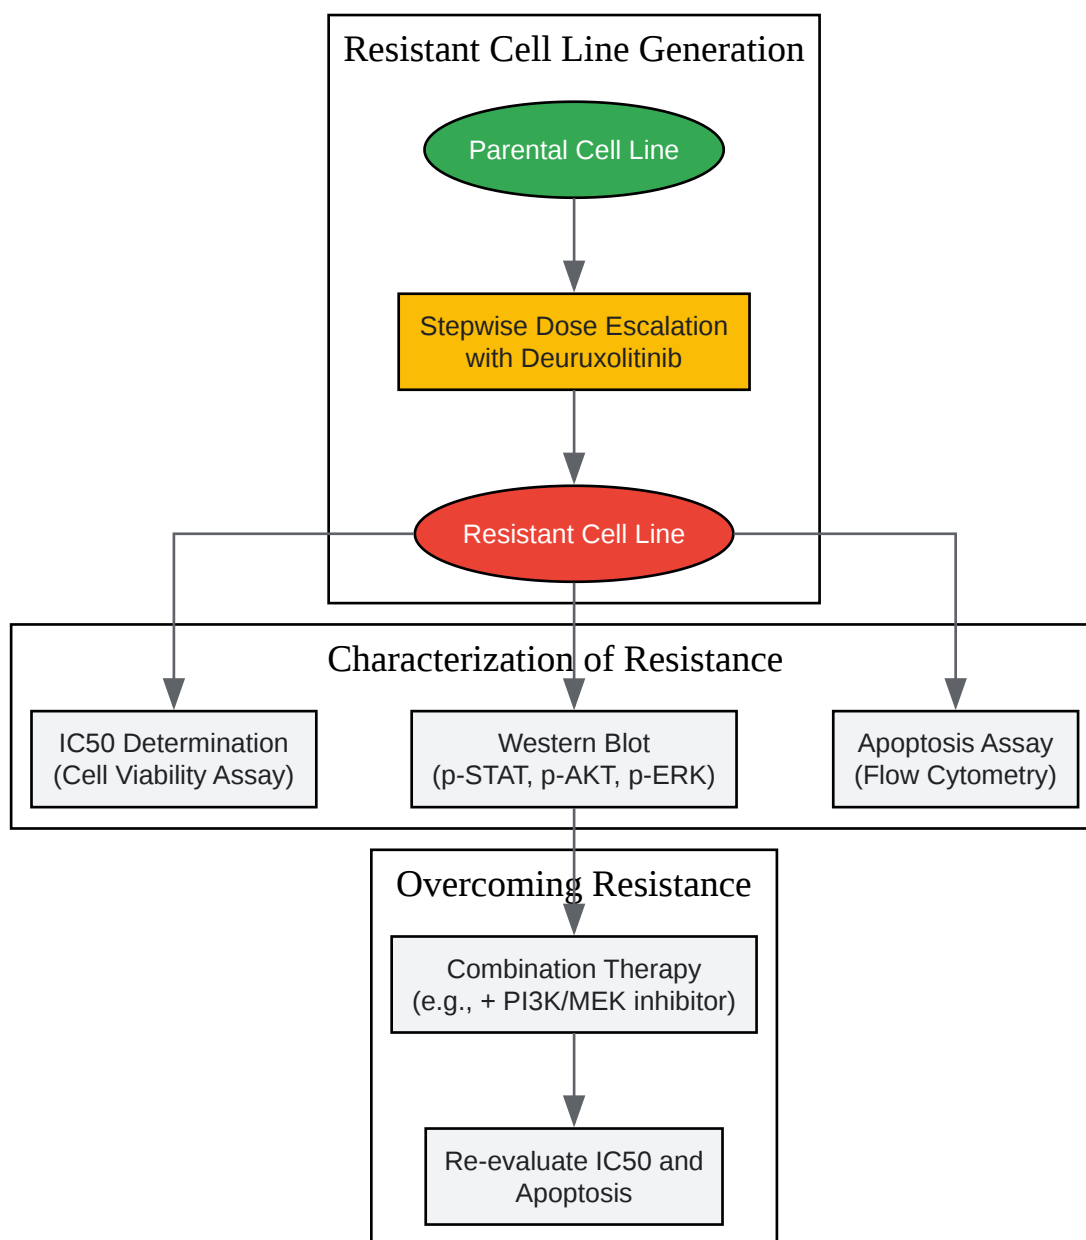 Resistant Cell Line Generation
Parental Cell Line
Stepwise Dose Escalation
with Deuruxolitinib
Resistant Cell Line
Characterization of Resistance
IC50 Determination
(Cell Viability Assay)
Western Blot
(p-STAT, p-AKT, p-ERK)
Apoptosis Assay
(Flow Cytometry)
Overcoming Resistance
Combination Therapy
(e.g., + PI3K/MEK inhibitor)
Re-evaluate IC50 and
Apoptosis